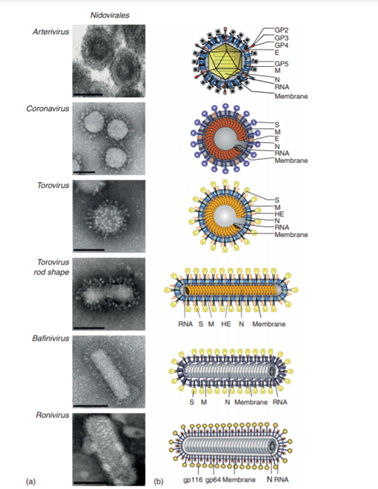 Nidovirales
Arterivirus
GP2
GP3
GP4
E
GP5
M
N
RNA
Membrane
Coronavirus
S
M
E
N
RNA
Membrane
Torovirus
S
M
HE
N
RNA
Membrane
Torovirus
rod shape
RNA S M HE N Membrane
Bafinivirus
S M N Membrane RNA
Ronivirus
gp116 gp64 Membrane N RNA
(a) (b)